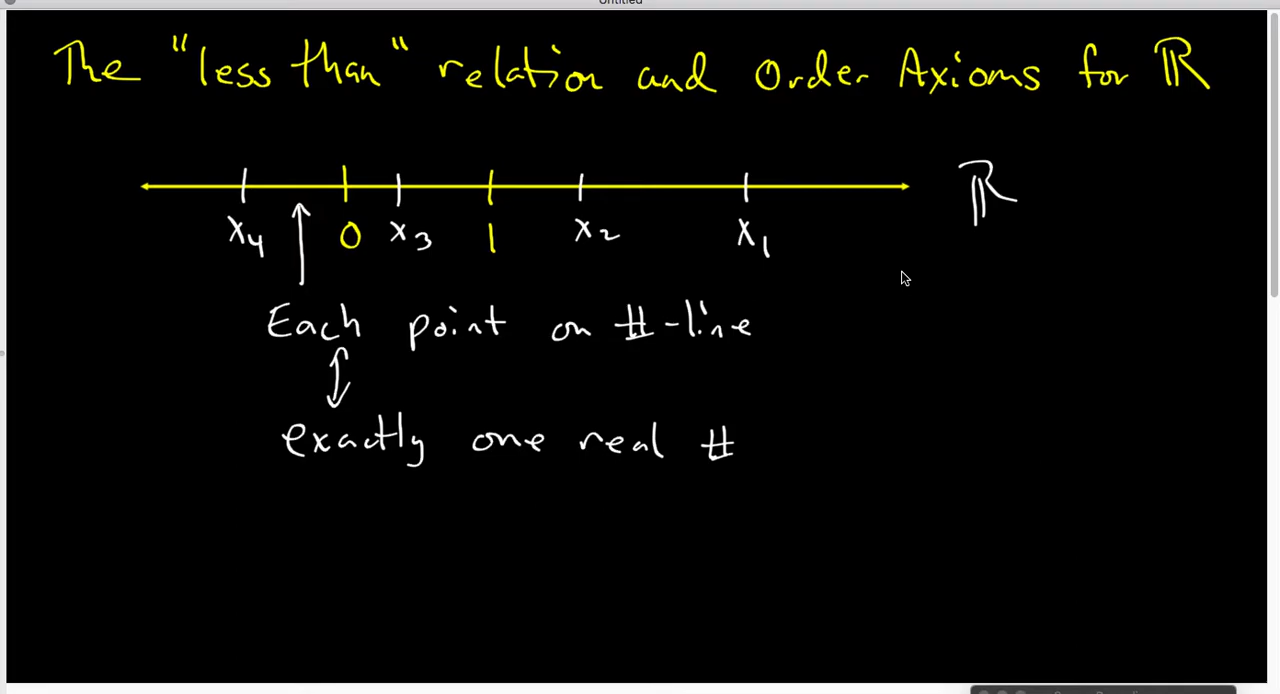 Untitled
The "less than" relation and Order Axioms for ℝ
ℝ
x₄ 0 x₃ 1 x₂ x₁
Each point on #-line
exactly one real #